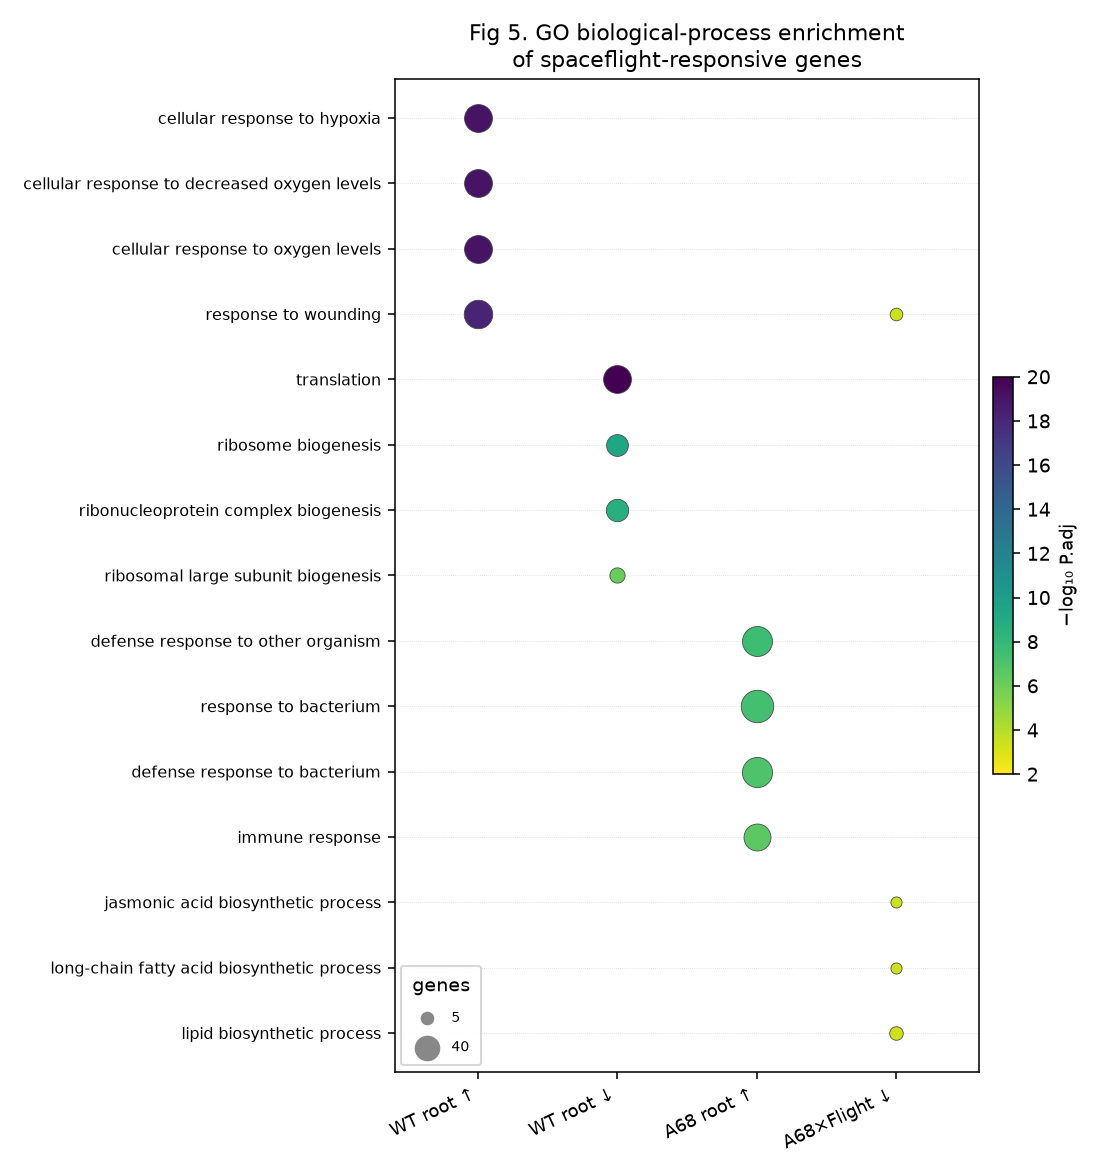 Fig 5. GO biological-process enrichment
of spaceflight-responsive genes
cellular response to hypoxia
cellular response to decreased oxygen levels
cellular response to oxygen levels
response to wounding
translation
ribosome biogenesis
ribonucleoprotein complex biogenesis
ribosomal large subunit biogenesis
defense response to other organism
response to bacterium
defense response to bacterium
immune response
jasmonic acid biosynthetic process
long-chain fatty acid biosynthetic process
lipid biosynthetic process
genes
5
40
WT root ↑
WT root ↓
A68 root ↑
A68×Flight ↓
20
18
16
14
12
10
8
6
4
2
−log₁₀ P.adj